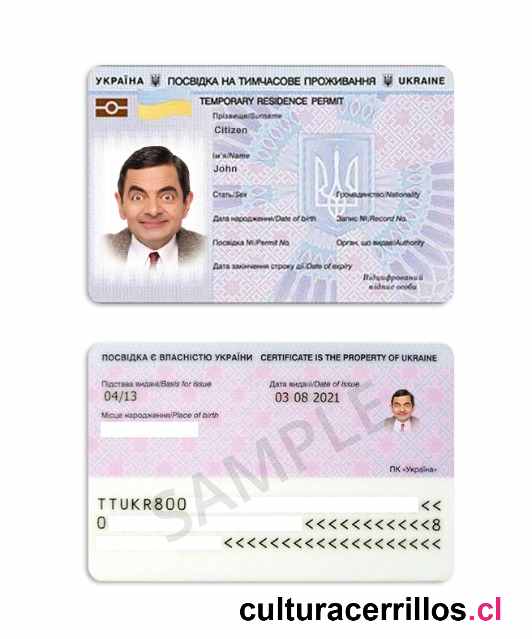 УКРАЇНА ПОСВІДКА НА ТИМЧАСОВЕ ПРОЖИВАННЯ UKRAINE
TEMPORARY RESIDENCE PERMIT
Прізвище/Surname
Citizen
Ім'я/Name
John
Стать/Sex Громадянство/Nationality
Дата народження/Date of birth Запис №/Record No.
Посвідка №/Permit No. Орган, що видав/Authority
Дата закінчення строку дії/Date of expiry
Відцифрований
підпис особи
ПОСВІДКА Є ВЛАСНІСТЮ УКРАЇНИ CERTIFICATE IS THE PROPERTY OF UKRAINE
Підстава видачі/Basis for issue Дата видачі/Date of issue
04/13 03 08 2021
Місце народження/Place of birth
SAMPLE
ПК «Україна»
TTUKR800 <<
0 <<<<<<<<<<<8
<<<<<<<<<<<<<<<<<<<
culturacerrillos.cl